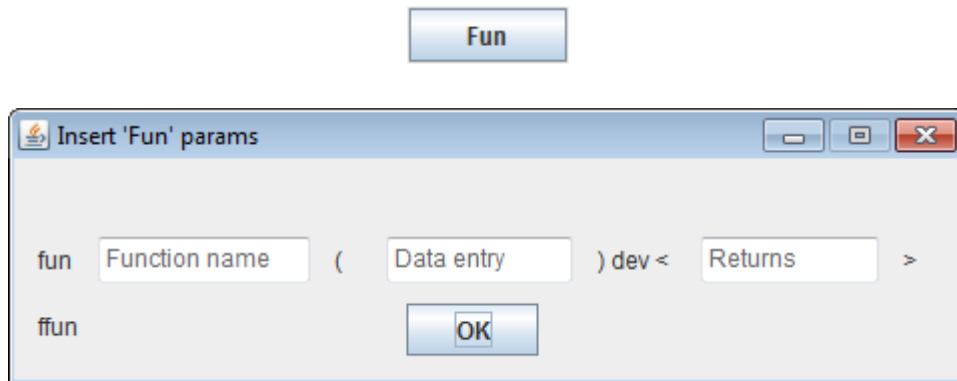 Fun
Insert 'Fun' params
fun Function name ( Data entry ) dev < Returns >
ffun OK